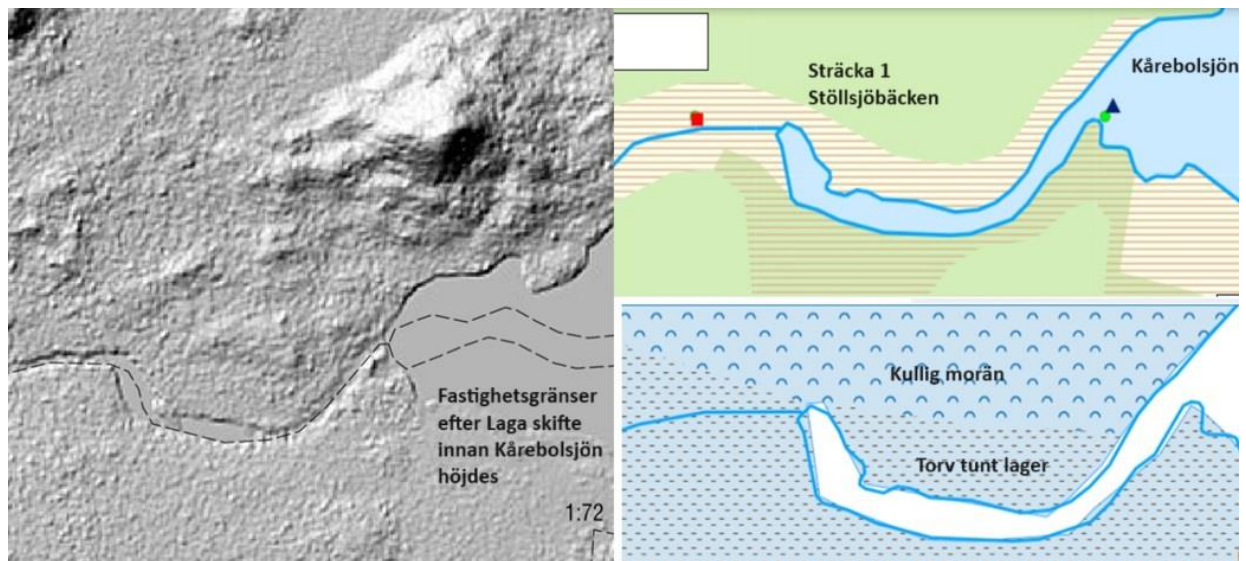 Fastighetsgränser
efter Laga skifte
innan Kårebolsjön
höjdes
1:72
Sträcka 1
Stöllsjöbäcken
Kårebolsjön
Kullig morän
Torv tunt lager